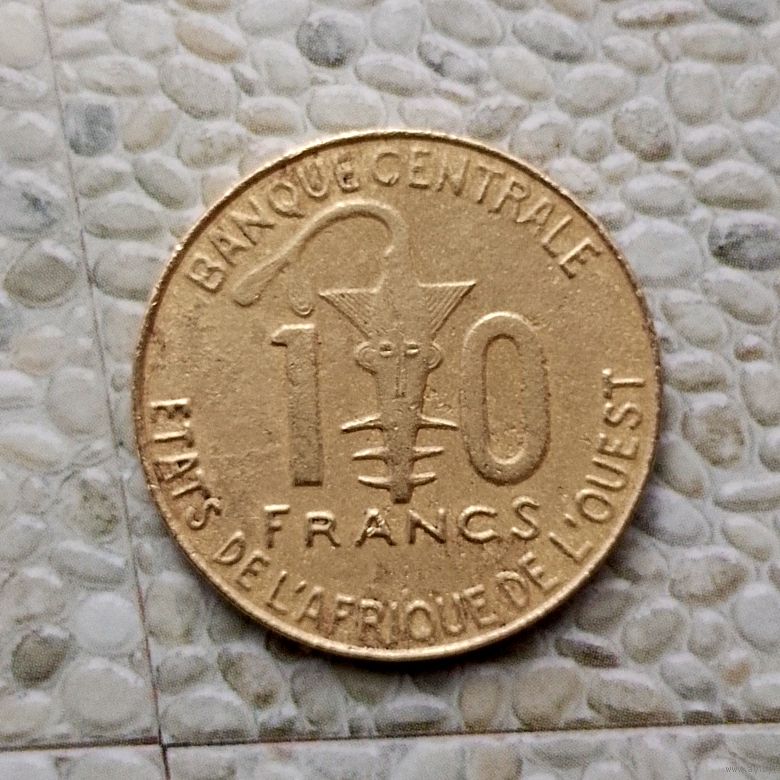 BANQUE CENTRALE
10
FRANCS
ETATS DE L'AFRIQUE DE L'OUEST